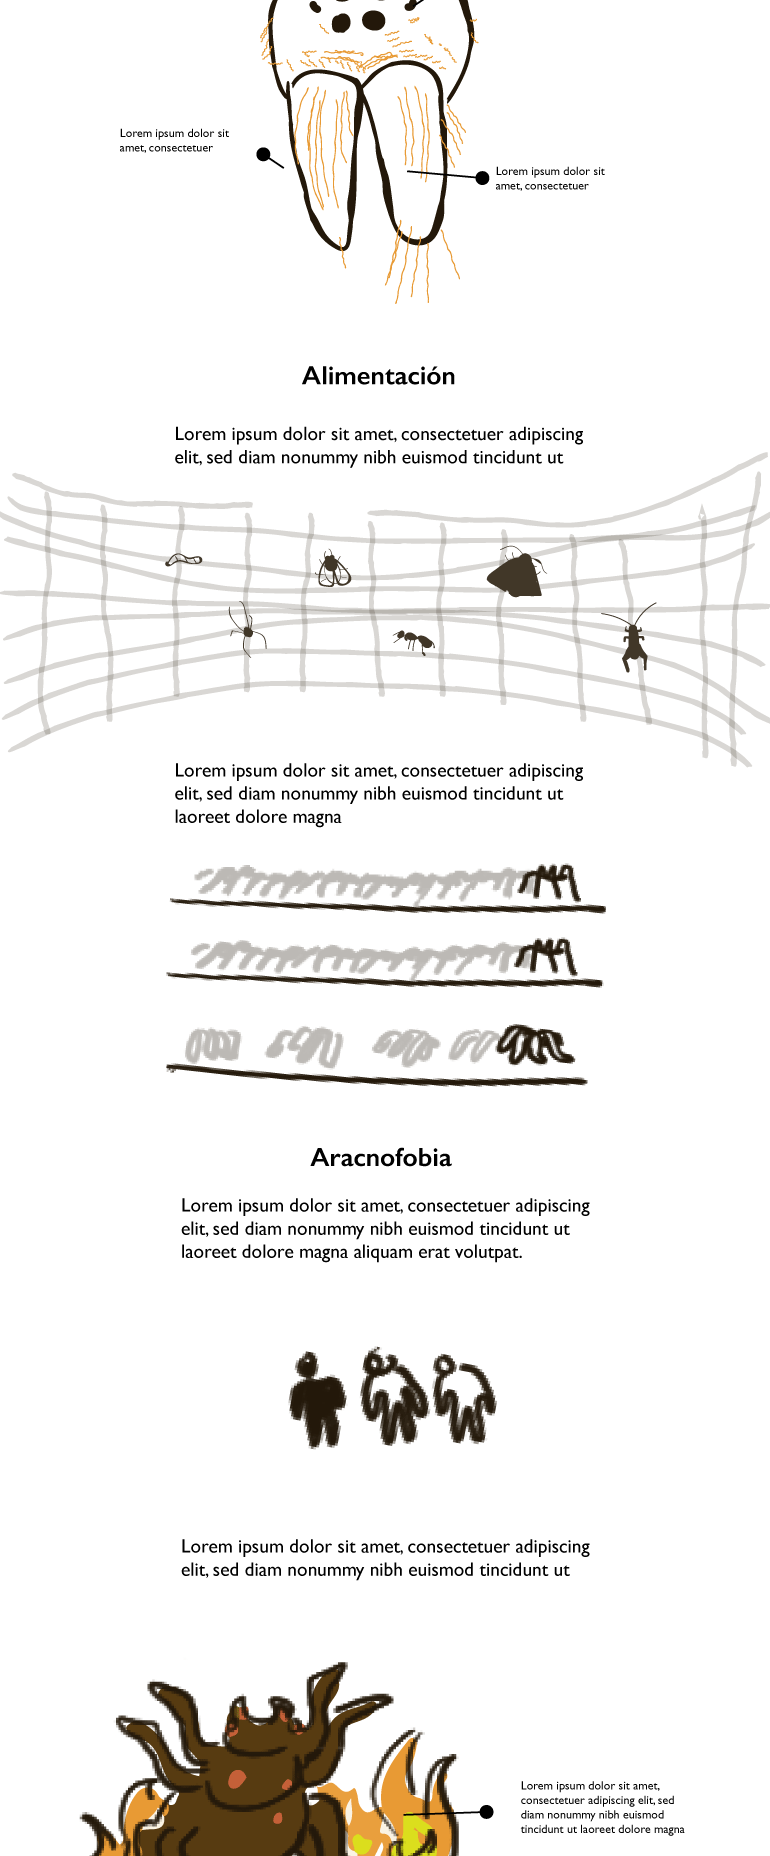 Lorem ipsum dolor sit
amet, consectetuer
Lorem ipsum dolor sit
amet, consectetuer
Alimentación
Lorem ipsum dolor sit amet, consectetuer adipiscing
elit, sed diam nonummy nibh euismod tincidunt ut
Lorem ipsum dolor sit amet, consectetuer adipiscing
elit, sed diam nonummy nibh euismod tincidunt ut
laoreet dolore magna
Aracnofobia
Lorem ipsum dolor sit amet, consectetuer adipiscing
elit, sed diam nonummy nibh euismod tincidunt ut
laoreet dolore magna aliquam erat volutpat.
Lorem ipsum dolor sit amet, consectetuer adipiscing
elit, sed diam nonummy nibh euismod tincidunt ut
Lorem ipsum dolor sit amet,
consectetuer adipiscing elit, sed
diam nonummy nibh euismod
tincidunt ut laoreet dolore magna